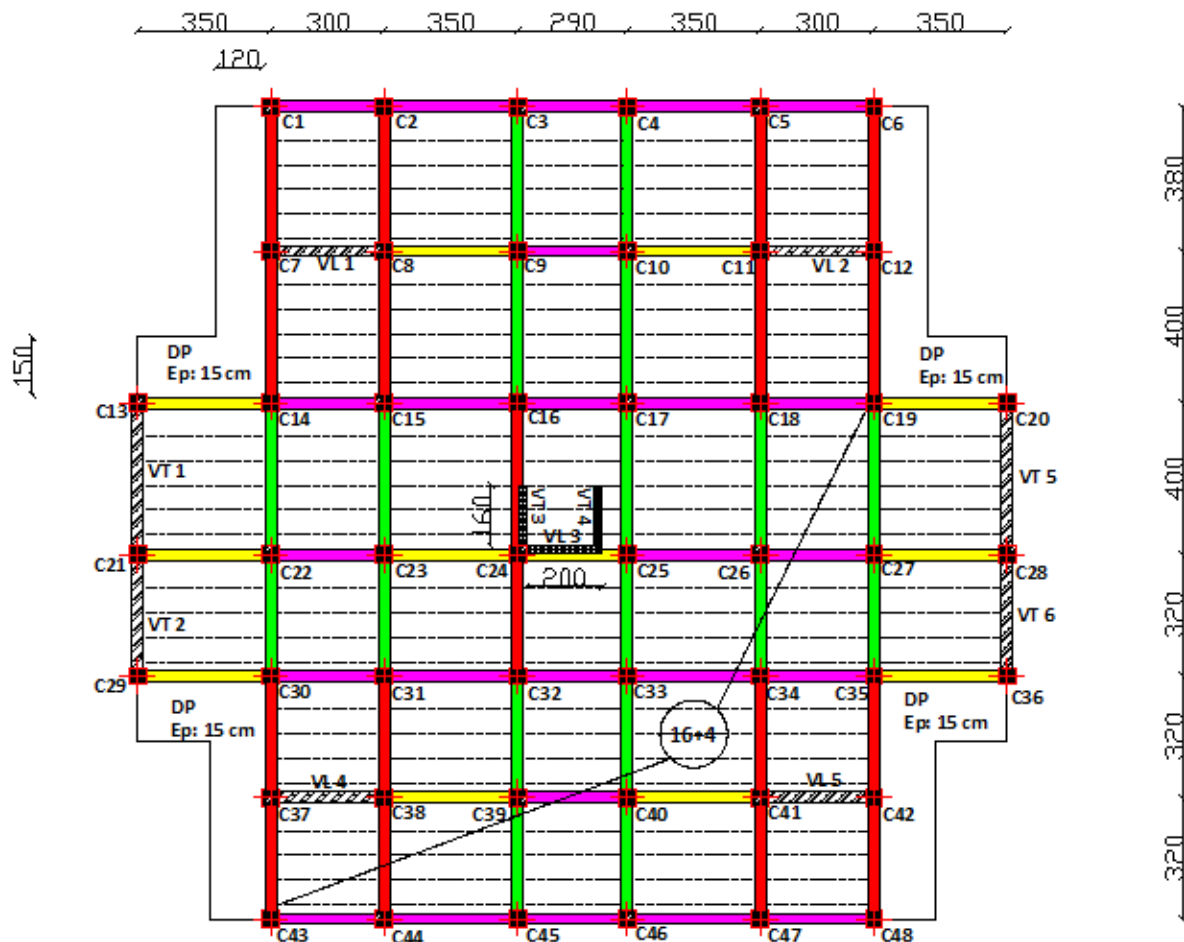 350 300 350 290 350 300 350
120
C1 C2 C3 C4 C5 C6
380
C7 VL 1 C8 C9 C10 C11 VL 2 C12
400
150
DP
Ep: 15 cm
DP
Ep: 15 cm
C13 C14 C15 C16 C17 C18 C19 C20
VT 1
400
VT 5
160
VT 3
VT 4
VL 3
C21 C22 C23 C24 C25 C26 C27 C28
200
VT 2
320
VT 6
C29 C30 C31 C32 C33 C34 C35 C36
DP
Ep: 15 cm
DP
Ep: 15 cm
16+4
320
VL 4
VL 5
C37 C38 C39 C40 C41 C42
320
C43 C44 C45 C46 C47 C48